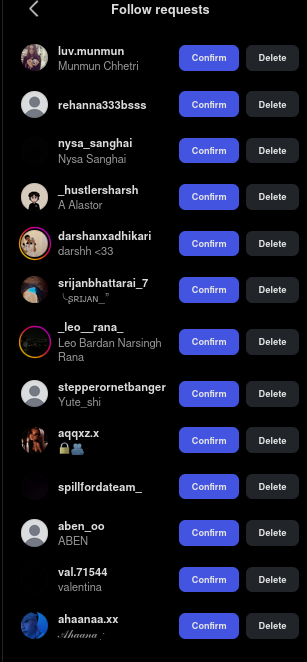 Follow requests
luv.munmun
Munmun Chhetri
Confirm
Delete
rehanna333bsss
Confirm
Delete
nysa_sanghai
Nysa Sanghai
Confirm
Delete
_hustlersharsh
A Alastor
Confirm
Delete
darshanxadhikari
darshh <33
Confirm
Delete
srijanbhattarai_7
╰ꜱʀɪᴊᴀɴ_"
Confirm
Delete
_leo__rana_
Leo Bardan Narsingh
Rana
Confirm
Delete
stepperornetbanger
Yute_shi
Confirm
Delete
aqqxz.x
🔒🫂
Confirm
Delete
spillfordateam_
Confirm
Delete
aben_oo
ABEN
Confirm
Delete
val.71544
valentina
Confirm
Delete
ahaanaa.xx
𝒜𝒽𝒶𝒶𝓃𝒶
Confirm
Delete